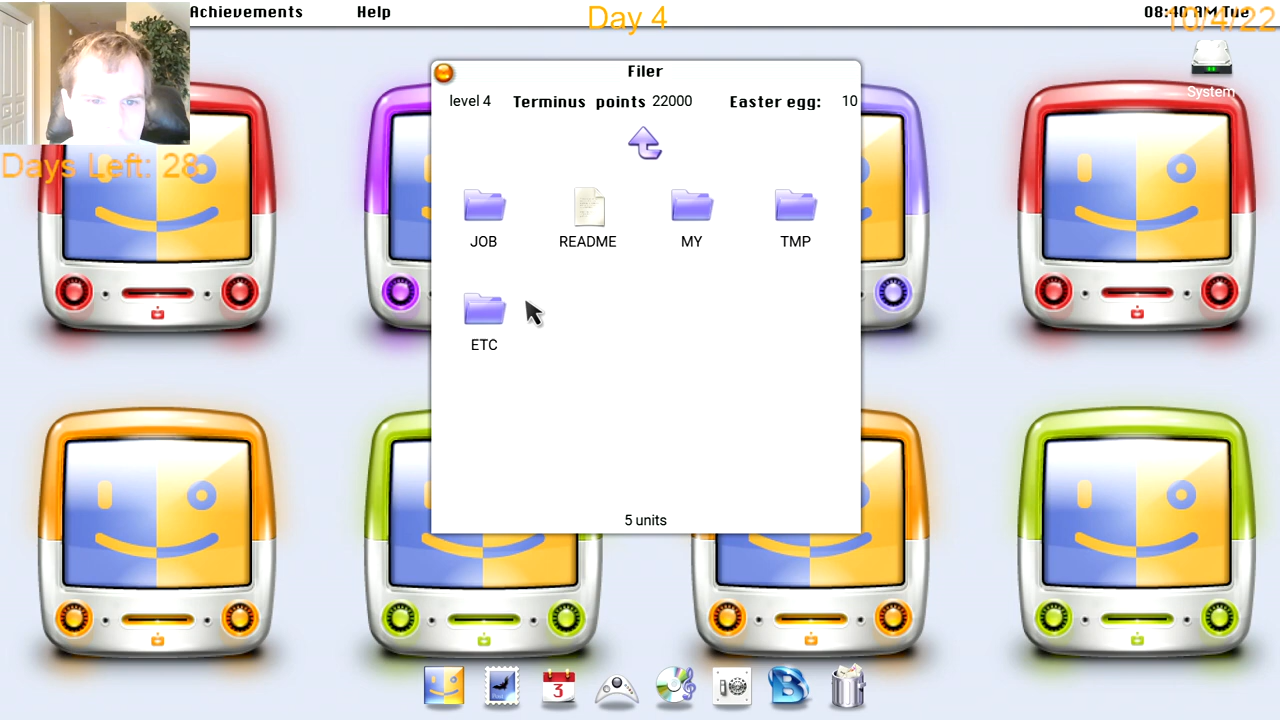 Achievements
Help
Day 4
08:40 AM Tue
10/4/22
System
Days Left: 28
Filer
level 4 Terminus points 22000 Easter egg: 10
JOB
README
MY
TMP
ETC
5 units
3